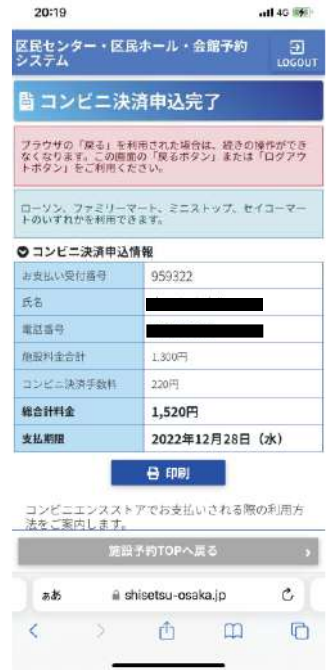 20:19
4G
区民センター・区民ホール・会館予約
システム
LOGOUT
コンビニ決済申込完了
ブラウザの「戻る」を利用された場合は、続きの操作ができ
なくなります。この画面の「戻るボタン」または「ログアウ
トボタン」をご利用ください。
ローソン、ファミリーマート、ミニストップ、セイコーマー
トのいずれかを利用できます。
コンビニ決済申込情報
お支払い受付番号 959322
氏名
電話番号
施設料金合計 1,300円
コンビニ決済手数料 220円
総合計料金 1,520円
支払期限 2022年12月28日（水）
印刷
コンビニエンスストアでお支払いされる際の利用方
法をご案内します。
施設予約TOPへ戻る
ぁあ shisetsu-osaka.jp